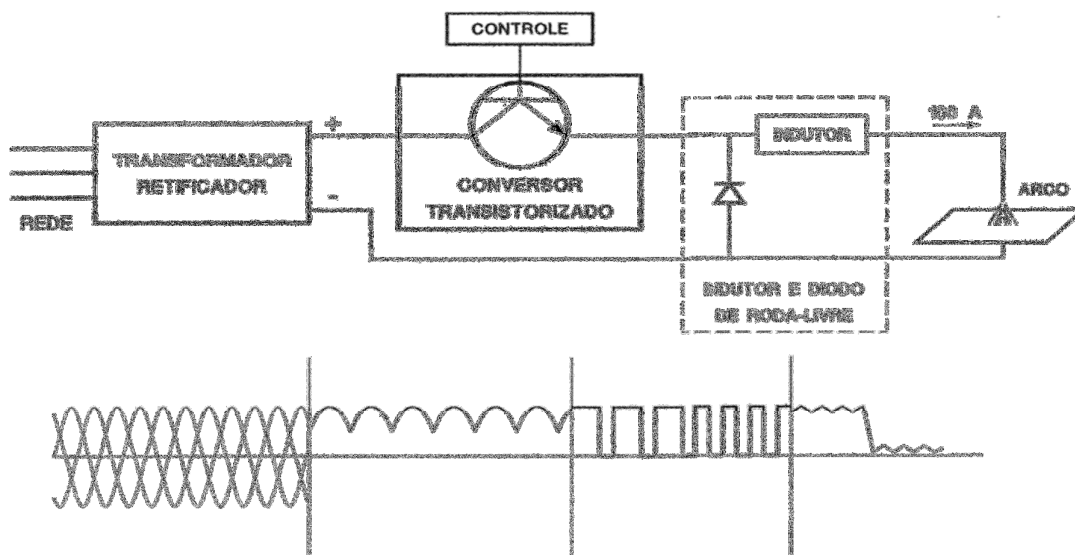 CONTROLE
+
-
TRANSFORMADOR
RETIFICADOR
REDE
CONVERSOR
TRANSISTORIZADO
INDUTOR
100 A
ARCO
INDUTOR E DIODO
DE RODA-LIVRE